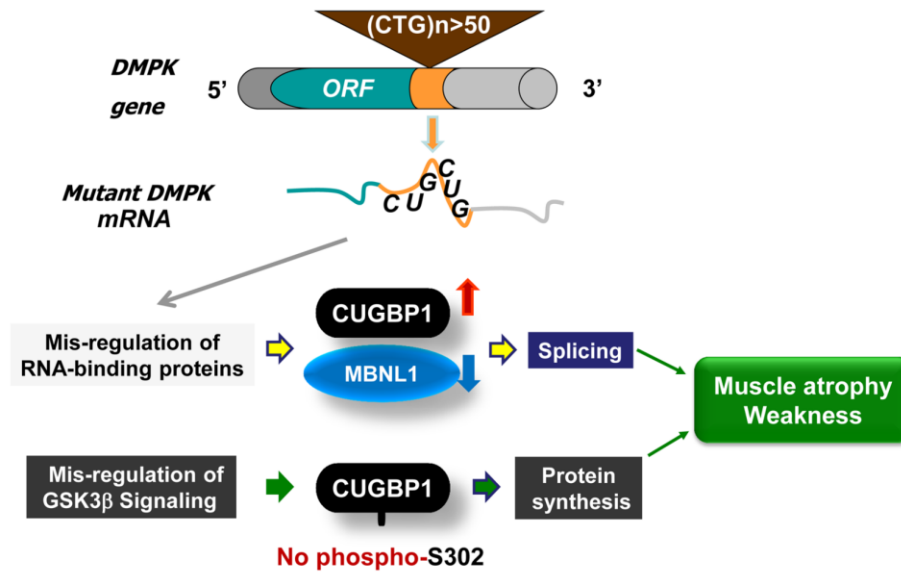 (CTG)n>50
DMPK
gene
5’
ORF
3’
Mutant DMPK
mRNA
C U G C U G
Mis-regulation of
RNA-binding proteins
CUGBP1
MBNL1
Splicing
Muscle atrophy
Weakness
Mis-regulation of
GSK3β Signaling
CUGBP1
Protein
synthesis
No phospho-S302